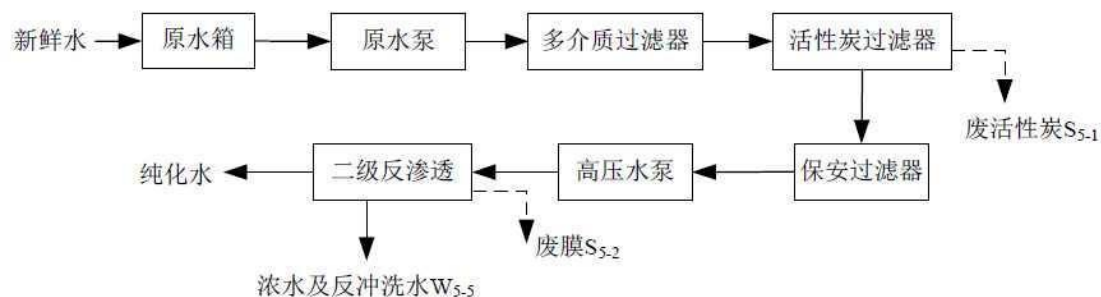 新鲜水
原水箱
原水泵
多介质过滤器
活性炭过滤器
废活性炭S5-1
保安过滤器
高压水泵
二级反渗透
纯化水
废膜S5-2
浓水及反冲洗水W5-5